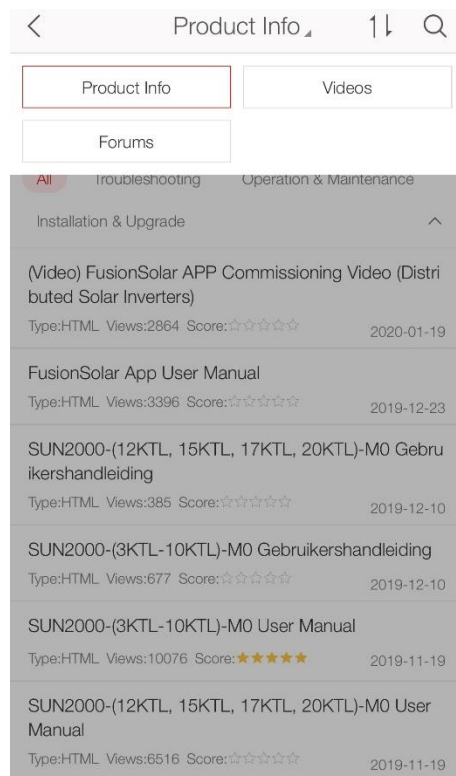 Product Info
Product Info Videos
Forums
All Troubleshooting Operation & Maintenance
Installation & Upgrade
(Video) FusionSolar APP Commissioning Video (Distri
buted Solar Inverters)
Type:HTML Views:2864 Score: 2020-01-19
FusionSolar App User Manual
Type:HTML Views:3396 Score: 2019-12-23
SUN2000-(12KTL, 15KTL, 17KTL, 20KTL)-M0 Gebru
ikershandleiding
Type:HTML Views:385 Score: 2019-12-10
SUN2000-(3KTL-10KTL)-M0 Gebruikershandleiding
Type:HTML Views:677 Score: 2019-12-10
SUN2000-(3KTL-10KTL)-M0 User Manual
Type:HTML Views:10076 Score: 2019-11-19
SUN2000-(12KTL, 15KTL, 17KTL, 20KTL)-M0 User
Manual
Type:HTML Views:6516 Score: 2019-11-19